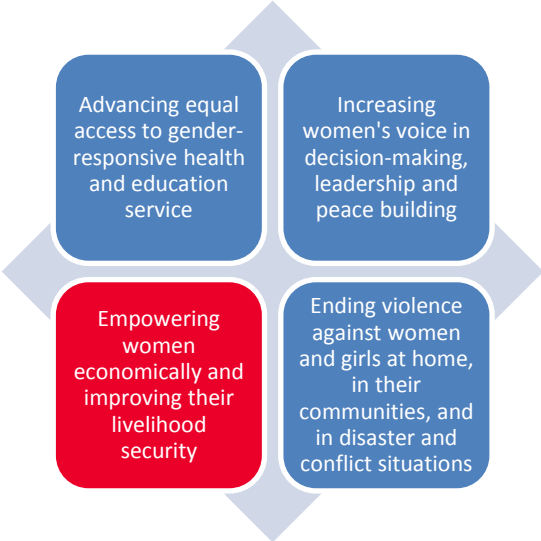 Advancing equal
access to gender-
responsive health
and education
service
Increasing
women's voice in
decision-making,
leadership and
peace building
Empowering
women
economically and
improving their
livelihood
security
Ending violence
against women
and girls at home,
in their
communities, and
in disaster and
conflict situations